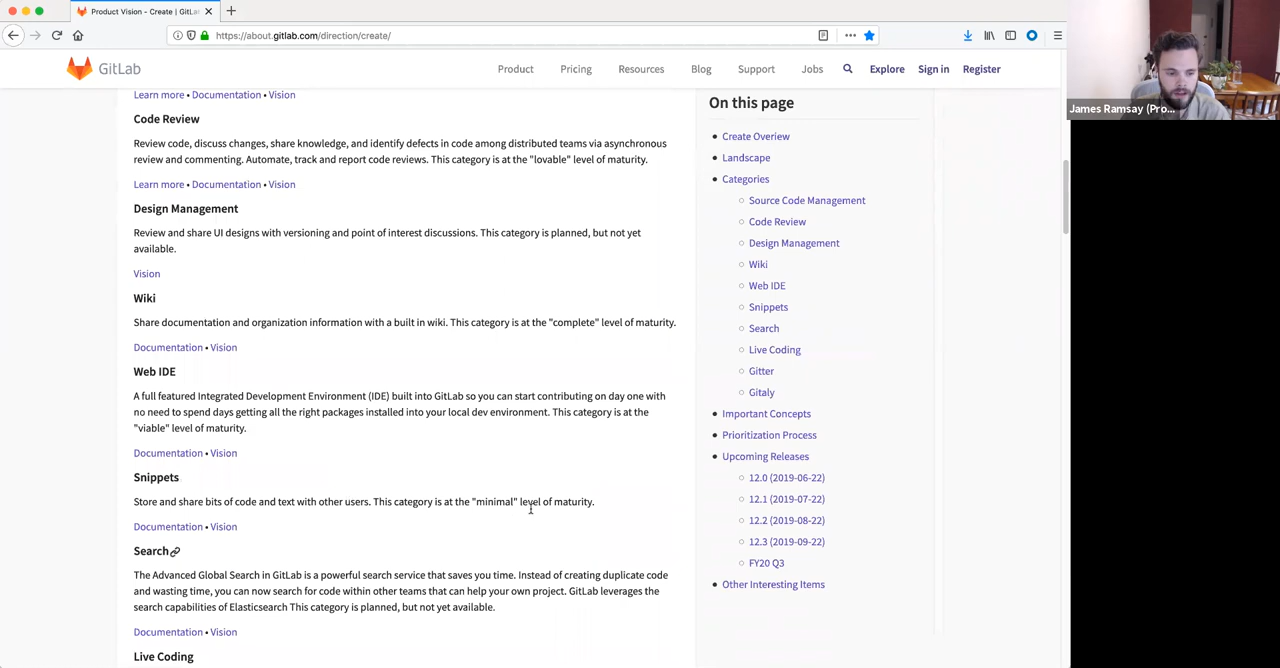 Product Vision - Create | GitLab
https://about.gitlab.com/direction/create/
GitLab
Product
Pricing
Resources
Blog
Support
Jobs
Explore
Sign in
Register
James Ramsay (Pro...
Learn more • Documentation • Vision
Code Review
Review code, discuss changes, share knowledge, and identify defects in code among distributed teams via asynchronous
review and commenting. Automate, track and report code reviews. This category is at the "lovable" level of maturity.
Learn more • Documentation • Vision
Design Management
Review and share UI designs with versioning and point of interest discussions. This category is planned, but not yet
available.
Vision
Wiki
Share documentation and organization information with a built in wiki. This category is at the "complete" level of maturity.
Documentation • Vision
Web IDE
A full featured Integrated Development Environment (IDE) built into GitLab so you can start contributing on day one with
no need to spend days getting all the right packages installed into your local dev environment. This category is at the
"viable" level of maturity.
Documentation • Vision
Snippets
Store and share bits of code and text with other users. This category is at the "minimal" level of maturity.
Documentation • Vision
Search
The Advanced Global Search in GitLab is a powerful search service that saves you time. Instead of creating duplicate code
and wasting time, you can now search for code within other teams that can help your own project. GitLab leverages the
search capabilities of Elasticsearch This category is planned, but not yet available.
Documentation • Vision
Live Coding
On this page
Create Overiew
Landscape
Categories
Source Code Management
Code Review
Design Management
Wiki
Web IDE
Snippets
Search
Live Coding
Gitter
Gitaly
Important Concepts
Prioritization Process
Upcoming Releases
12.0 (2019-06-22)
12.1 (2019-07-22)
12.2 (2019-08-22)
12.3 (2019-09-22)
FY20 Q3
Other Interesting Items